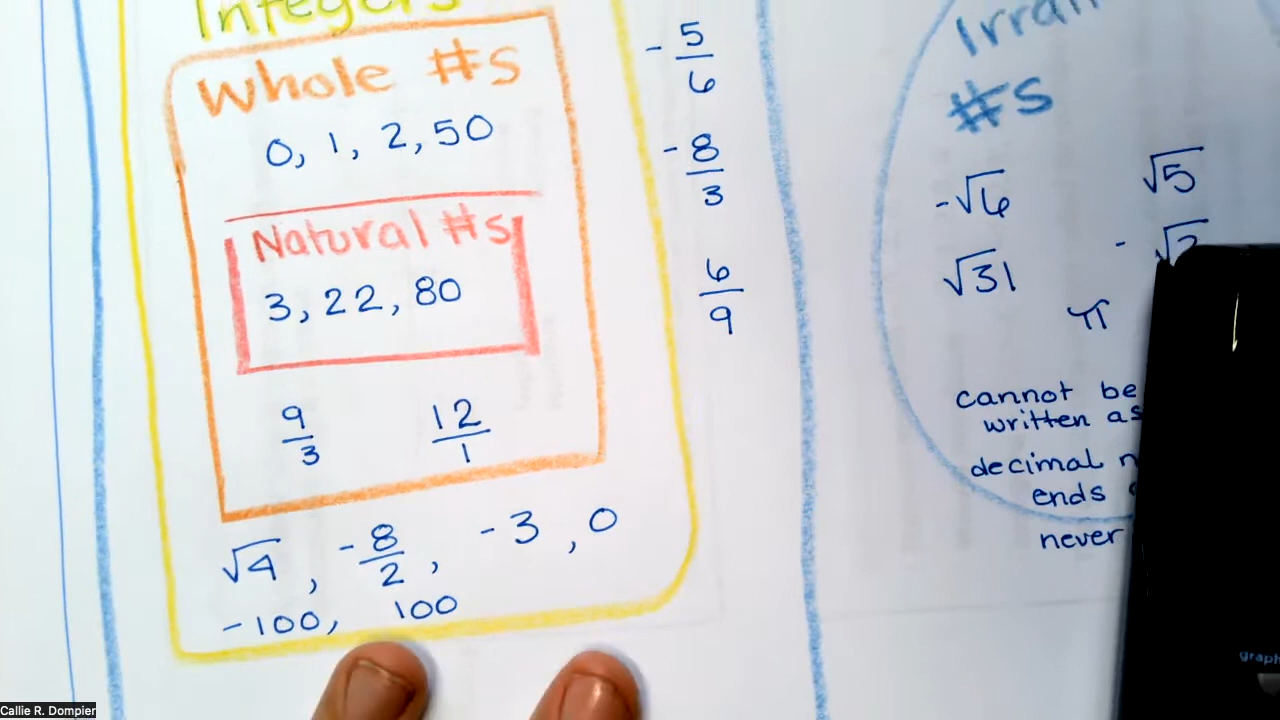 Integers
Whole #s
0, 1, 2, 50
Natural #s
3, 22, 80
9/3 12/1
√4, -8/2, -3, 0
-100, 100
-5/6
-8/3
6/9
#s
-√6 √5
√31 -
π
cannot be
written as
decimal
ends
never
graph
Callie R. Dompier